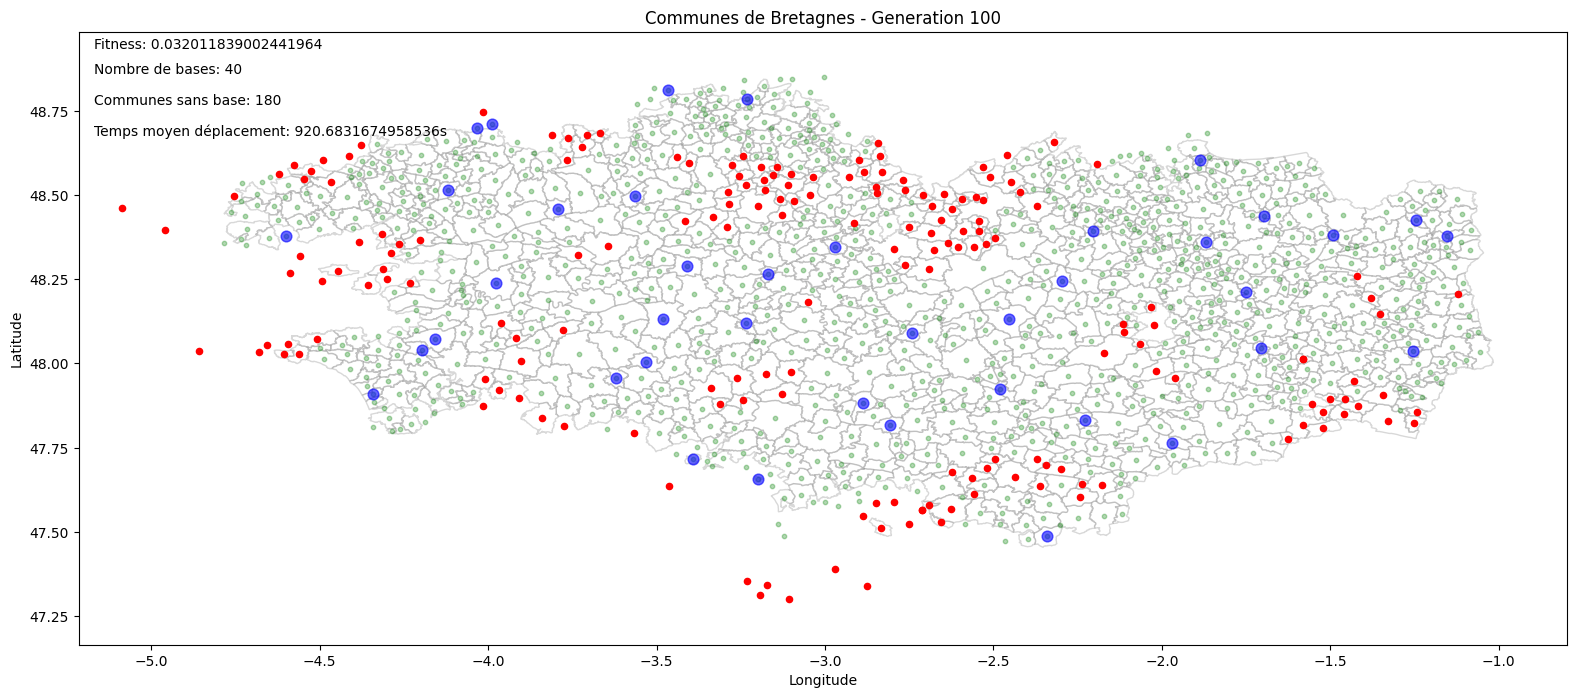 Communes de Bretagnes - Generation 100
Fitness: 0.032011839002441964
Nombre de bases: 40
Communes sans base: 180
Temps moyen déplacement: 920.6831674958536s
Latitude
48.75
48.50
48.25
48.00
47.75
47.50
47.25
−5.0 −4.5 −4.0 −3.5 −3.0 −2.5 −2.0 −1.5 −1.0
Longitude